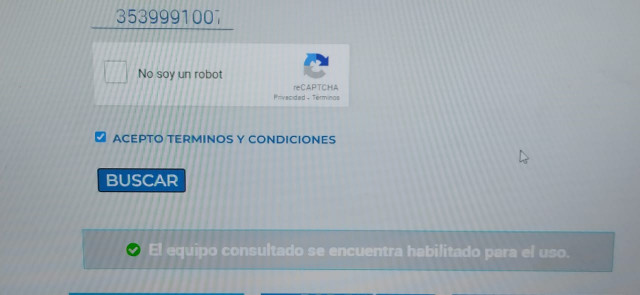 3539991007
No soy un robot
reCAPTCHA
Privacidad - Términos
ACEPTO TERMINOS Y CONDICIONES
BUSCAR
El equipo consultado se encuentra habilitado para el uso.